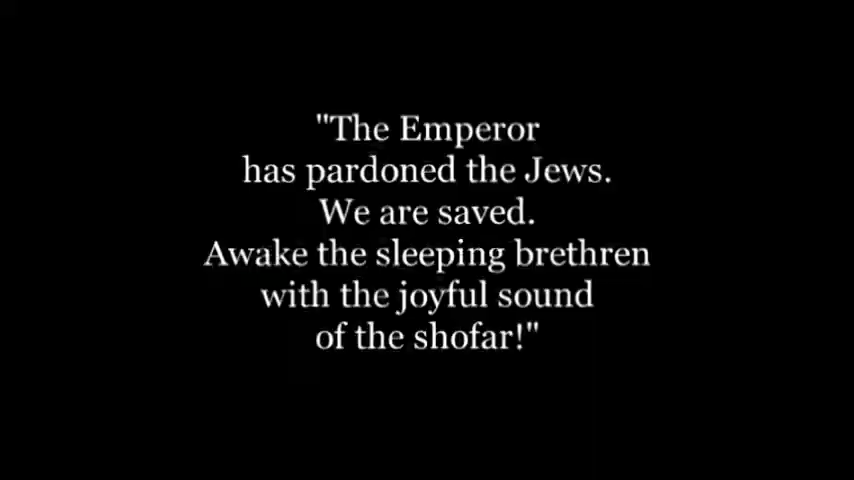 "The Emperor
has pardoned the Jews.
We are saved.
Awake the sleeping brethren
with the joyful sound
of the shofar!"